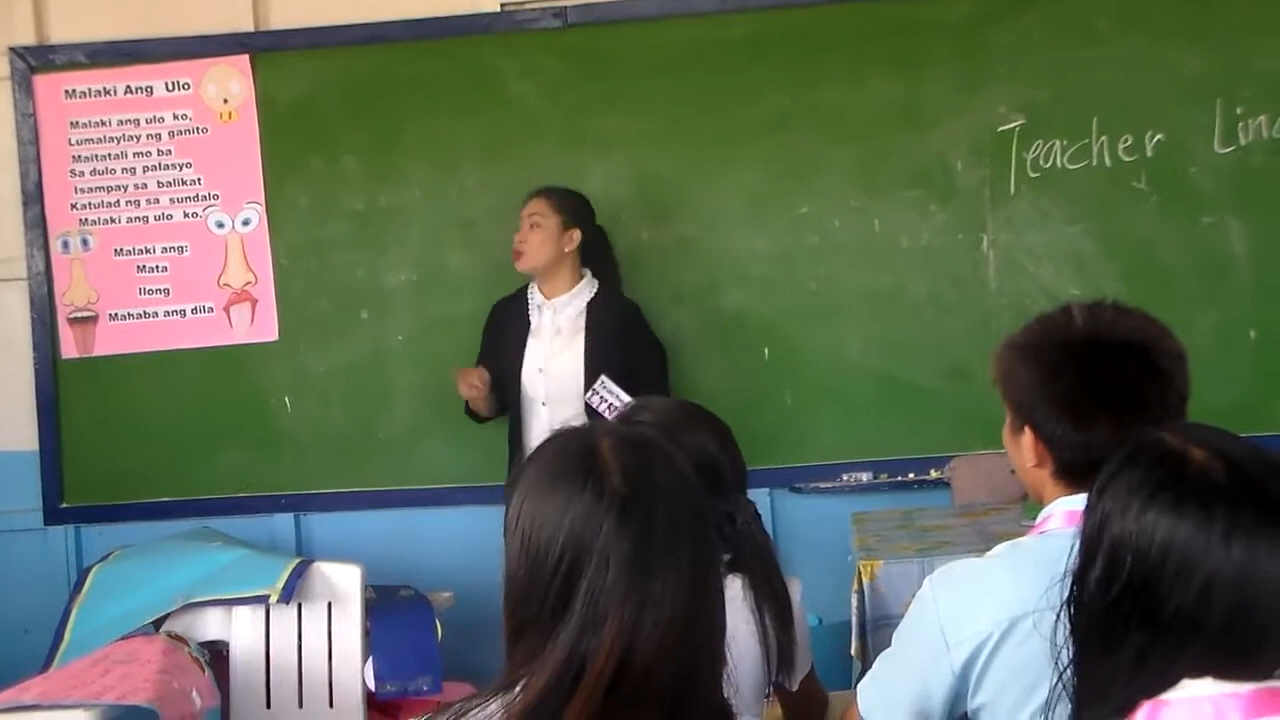 Malaki Ang Ulo
Malaki ang ulo ko,
Lumalaylay ng ganito
Maitatali mo ba
Sa dulo ng palasyo
Isampay sa balikat
Katulad ng sa sundalo
Malaki ang ulo ko.
Malaki ang:
Mata
Ilong
Mahaba ang dila
Teacher
Teacher